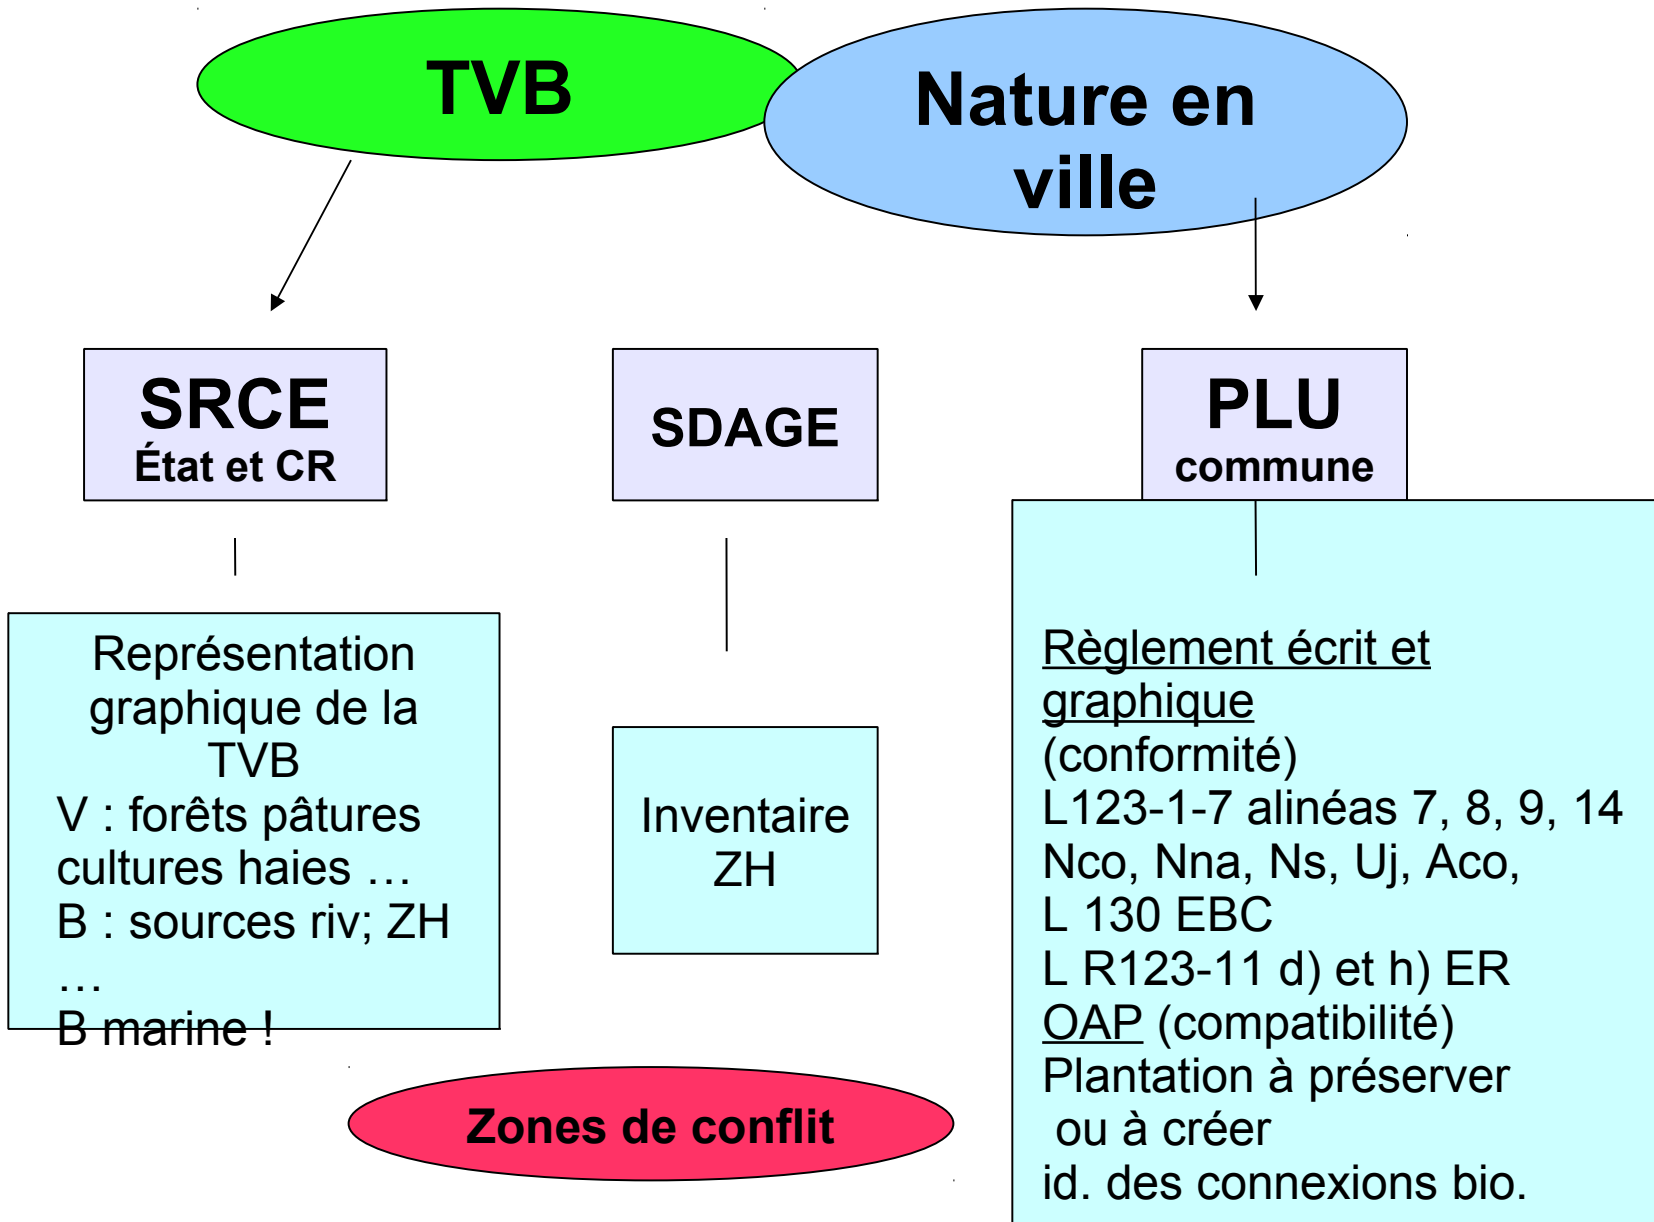 TVB
Nature en
ville
SRCE
État et CR
SDAGE
PLU
commune
Représentation
graphique de la
TVB
V : forêts pâtures
cultures haies …
B : sources riv; ZH
…
B marine !
Inventaire
ZH
Règlement écrit et
graphique
(conformité)
L123-1-7 alinéas 7, 8, 9, 14
Nco, Nna, Ns, Uj, Aco,
L 130 EBC
L R123-11 d) et h) ER
OAP (compatibilité)
Plantation à préserver
ou à créer
id. des connexions bio.
Zones de conflit